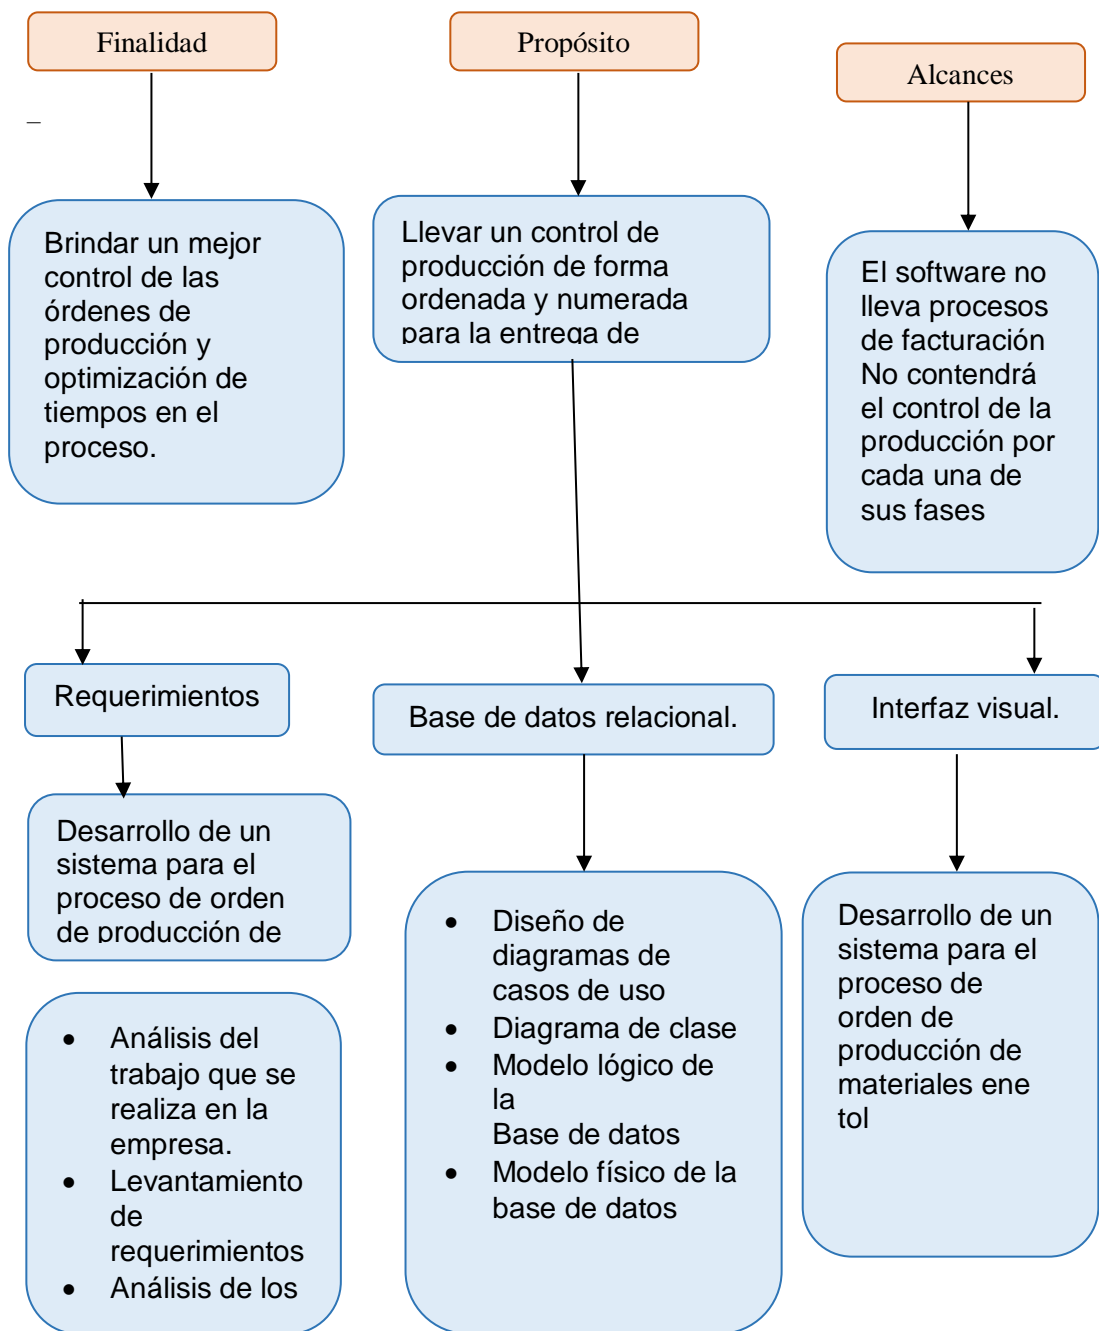 Finalidad
Propósito
Alcances
–
Brindar un mejor
control de las
órdenes de
producción y
optimización de
tiempos en el
proceso.
Llevar un control de
producción de forma
ordenada y numerada
para la entrega de
El software no
lleva procesos
de facturación
No contendrá
el control de la
producción por
cada una de
sus fases
Requerimientos
Base de datos relacional.
Interfaz visual.
Desarrollo de un
sistema para el
proceso de orden
de producción de
• Análisis del
trabajo que se
realiza en la
empresa.
• Levantamiento
de
requerimientos
• Análisis de los
• Diseño de
diagramas de
casos de uso
• Diagrama de clase
• Modelo lógico de
la
Base de datos
• Modelo físico de la
base de datos
Desarrollo de un
sistema para el
proceso de
orden de
producción de
materiales ene
tol